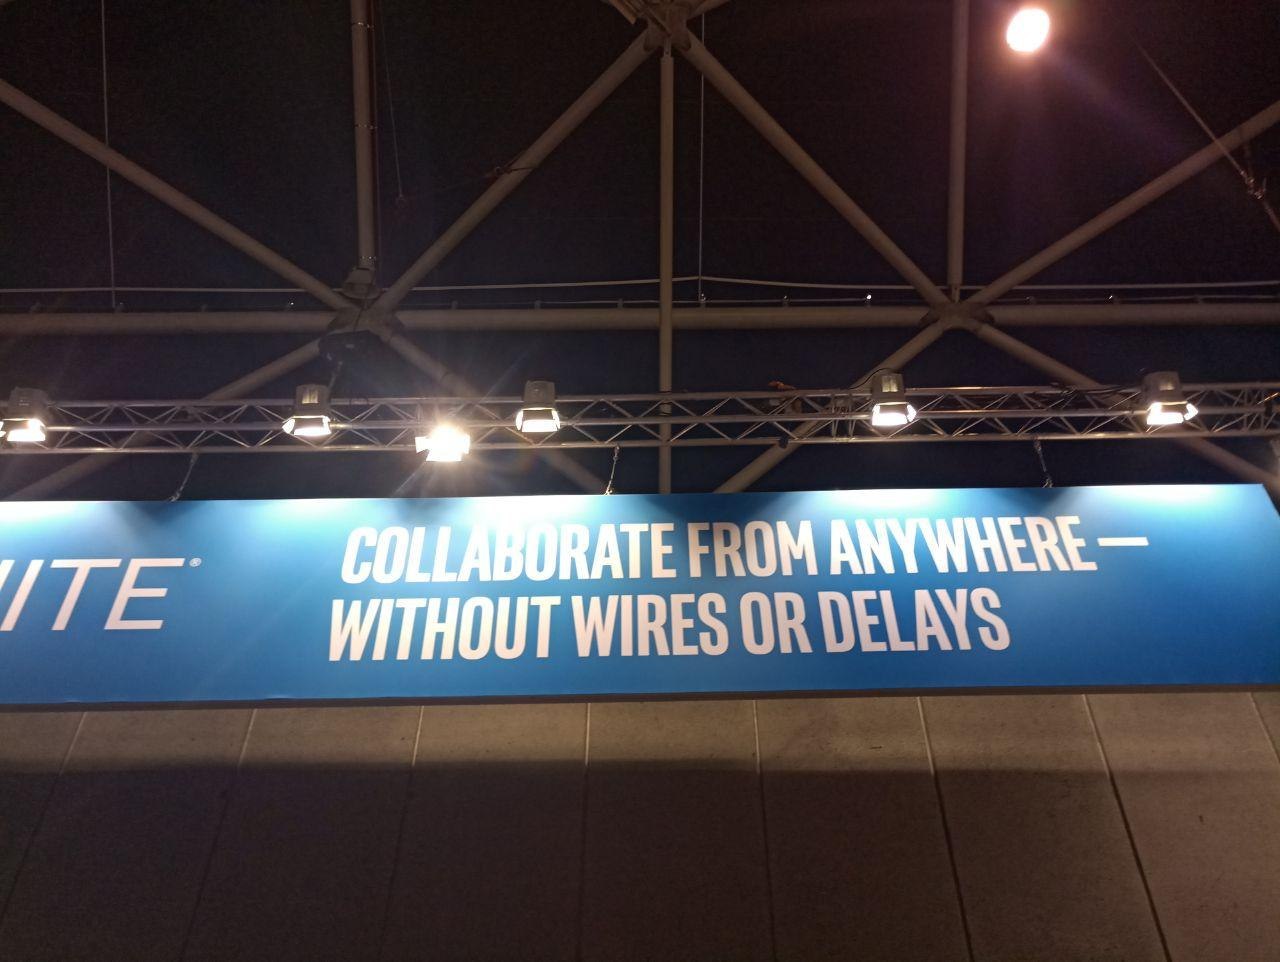 ITE®
COLLABORATE FROM ANYWHERE —
WITHOUT WIRES OR DELAYS